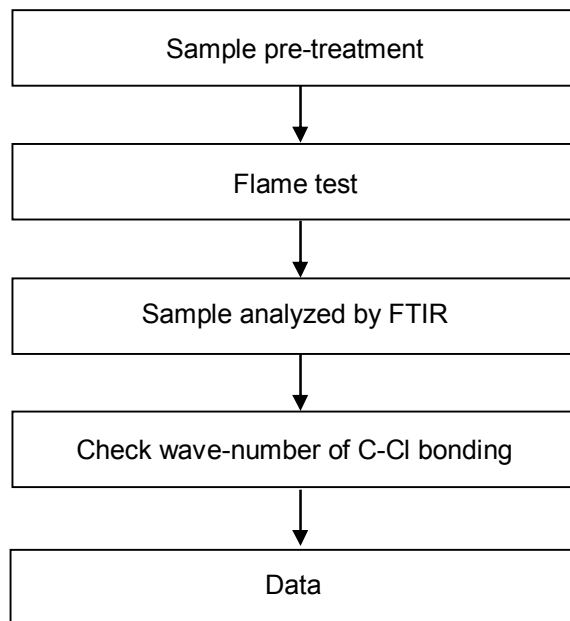 Sample pre-treatment
Flame test
Sample analyzed by FTIR
Check wave-number of C-Cl bonding
Data